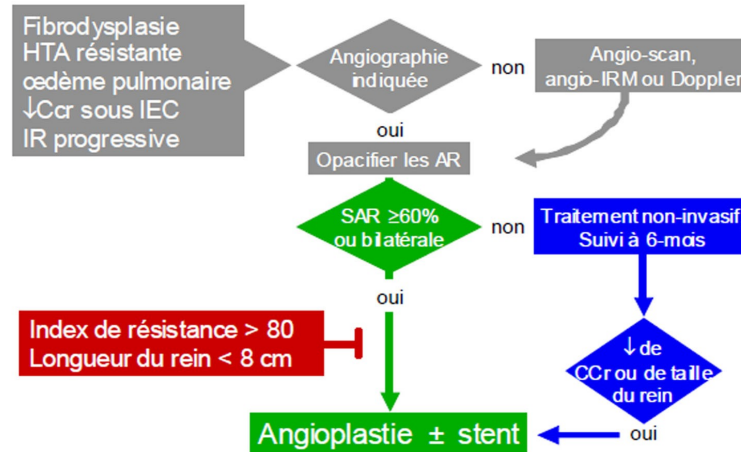 Fibrodysplasie
HTA résistante
œdème pulmonaire
↓Ccr sous IEC
IR progressive
Angiographie
indiquée
non
Angio-scan,
angio-IRM ou Doppler
oui
Opacifier les AR
SAR ≥60%
ou bilatérale
non
Traitement non-invasif
Suivi à 6-mois
oui
Index de résistance > 80
Longueur du rein < 8 cm
↓ de
CCr ou de taille
du rein
oui
Angioplastie ± stent